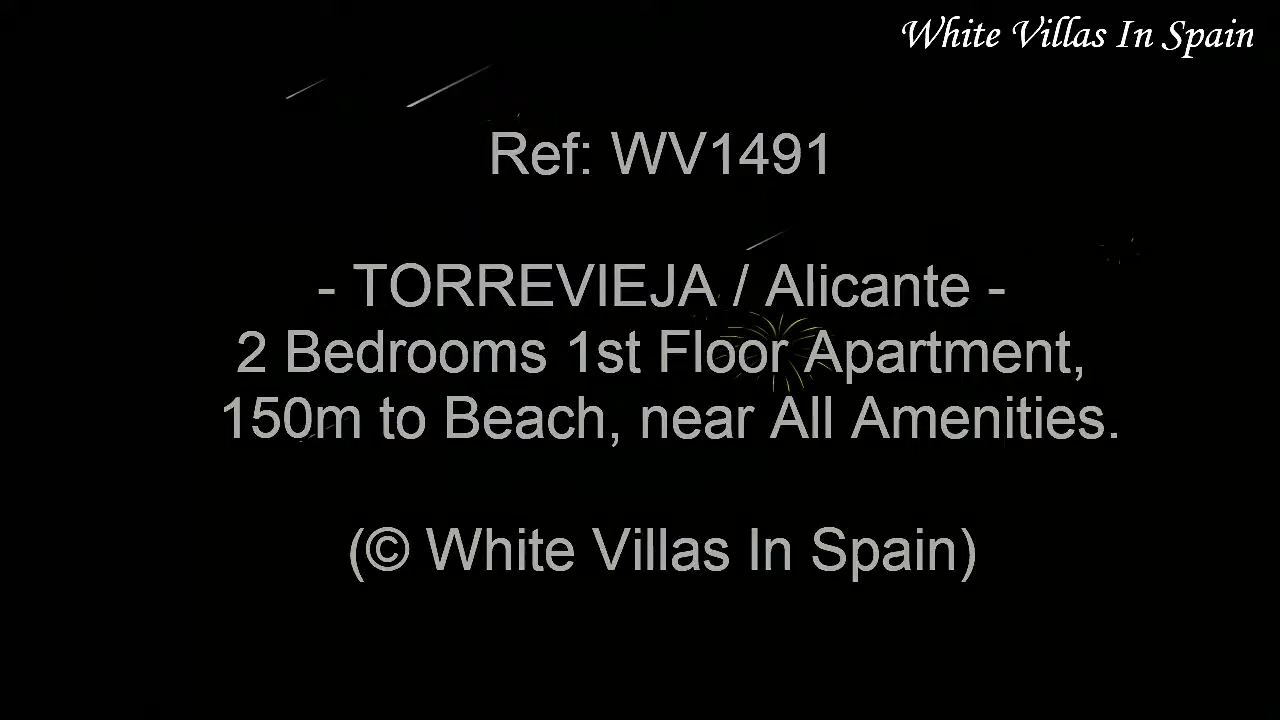 White Villas In Spain
Ref: WV1491
- TORREVIEJA / Alicante -
2 Bedrooms 1st Floor Apartment,
150m to Beach, near All Amenities.
(© White Villas In Spain)